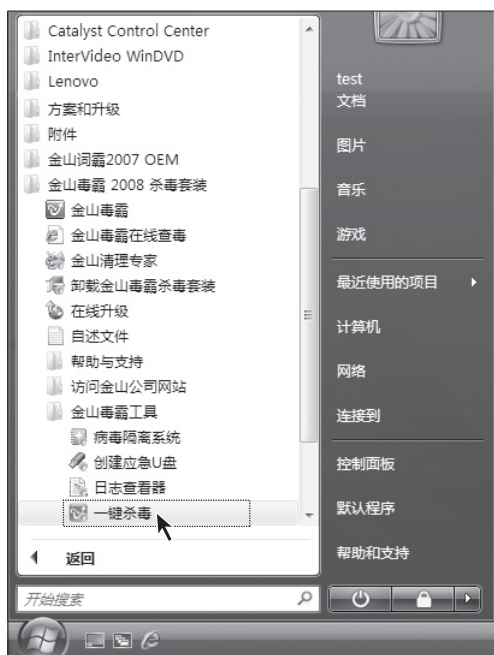 Catalyst Control Center
InterVideo WinDVD
Lenovo
方案和升级
附件
金山词霸2007 OEM
金山毒霸 2008 杀毒套装
金山毒霸
金山毒霸在线查毒
金山清理专家
卸载金山毒霸杀毒套装
在线升级
自述文件
帮助与支持
访问金山公司网站
金山毒霸工具
病毒隔离系统
创建应急U盘
日志查看器
一键杀毒
返回
开始搜索
test
文档
图片
音乐
游戏
最近使用的项目
计算机
网络
连接到
控制面板
默认程序
帮助和支持